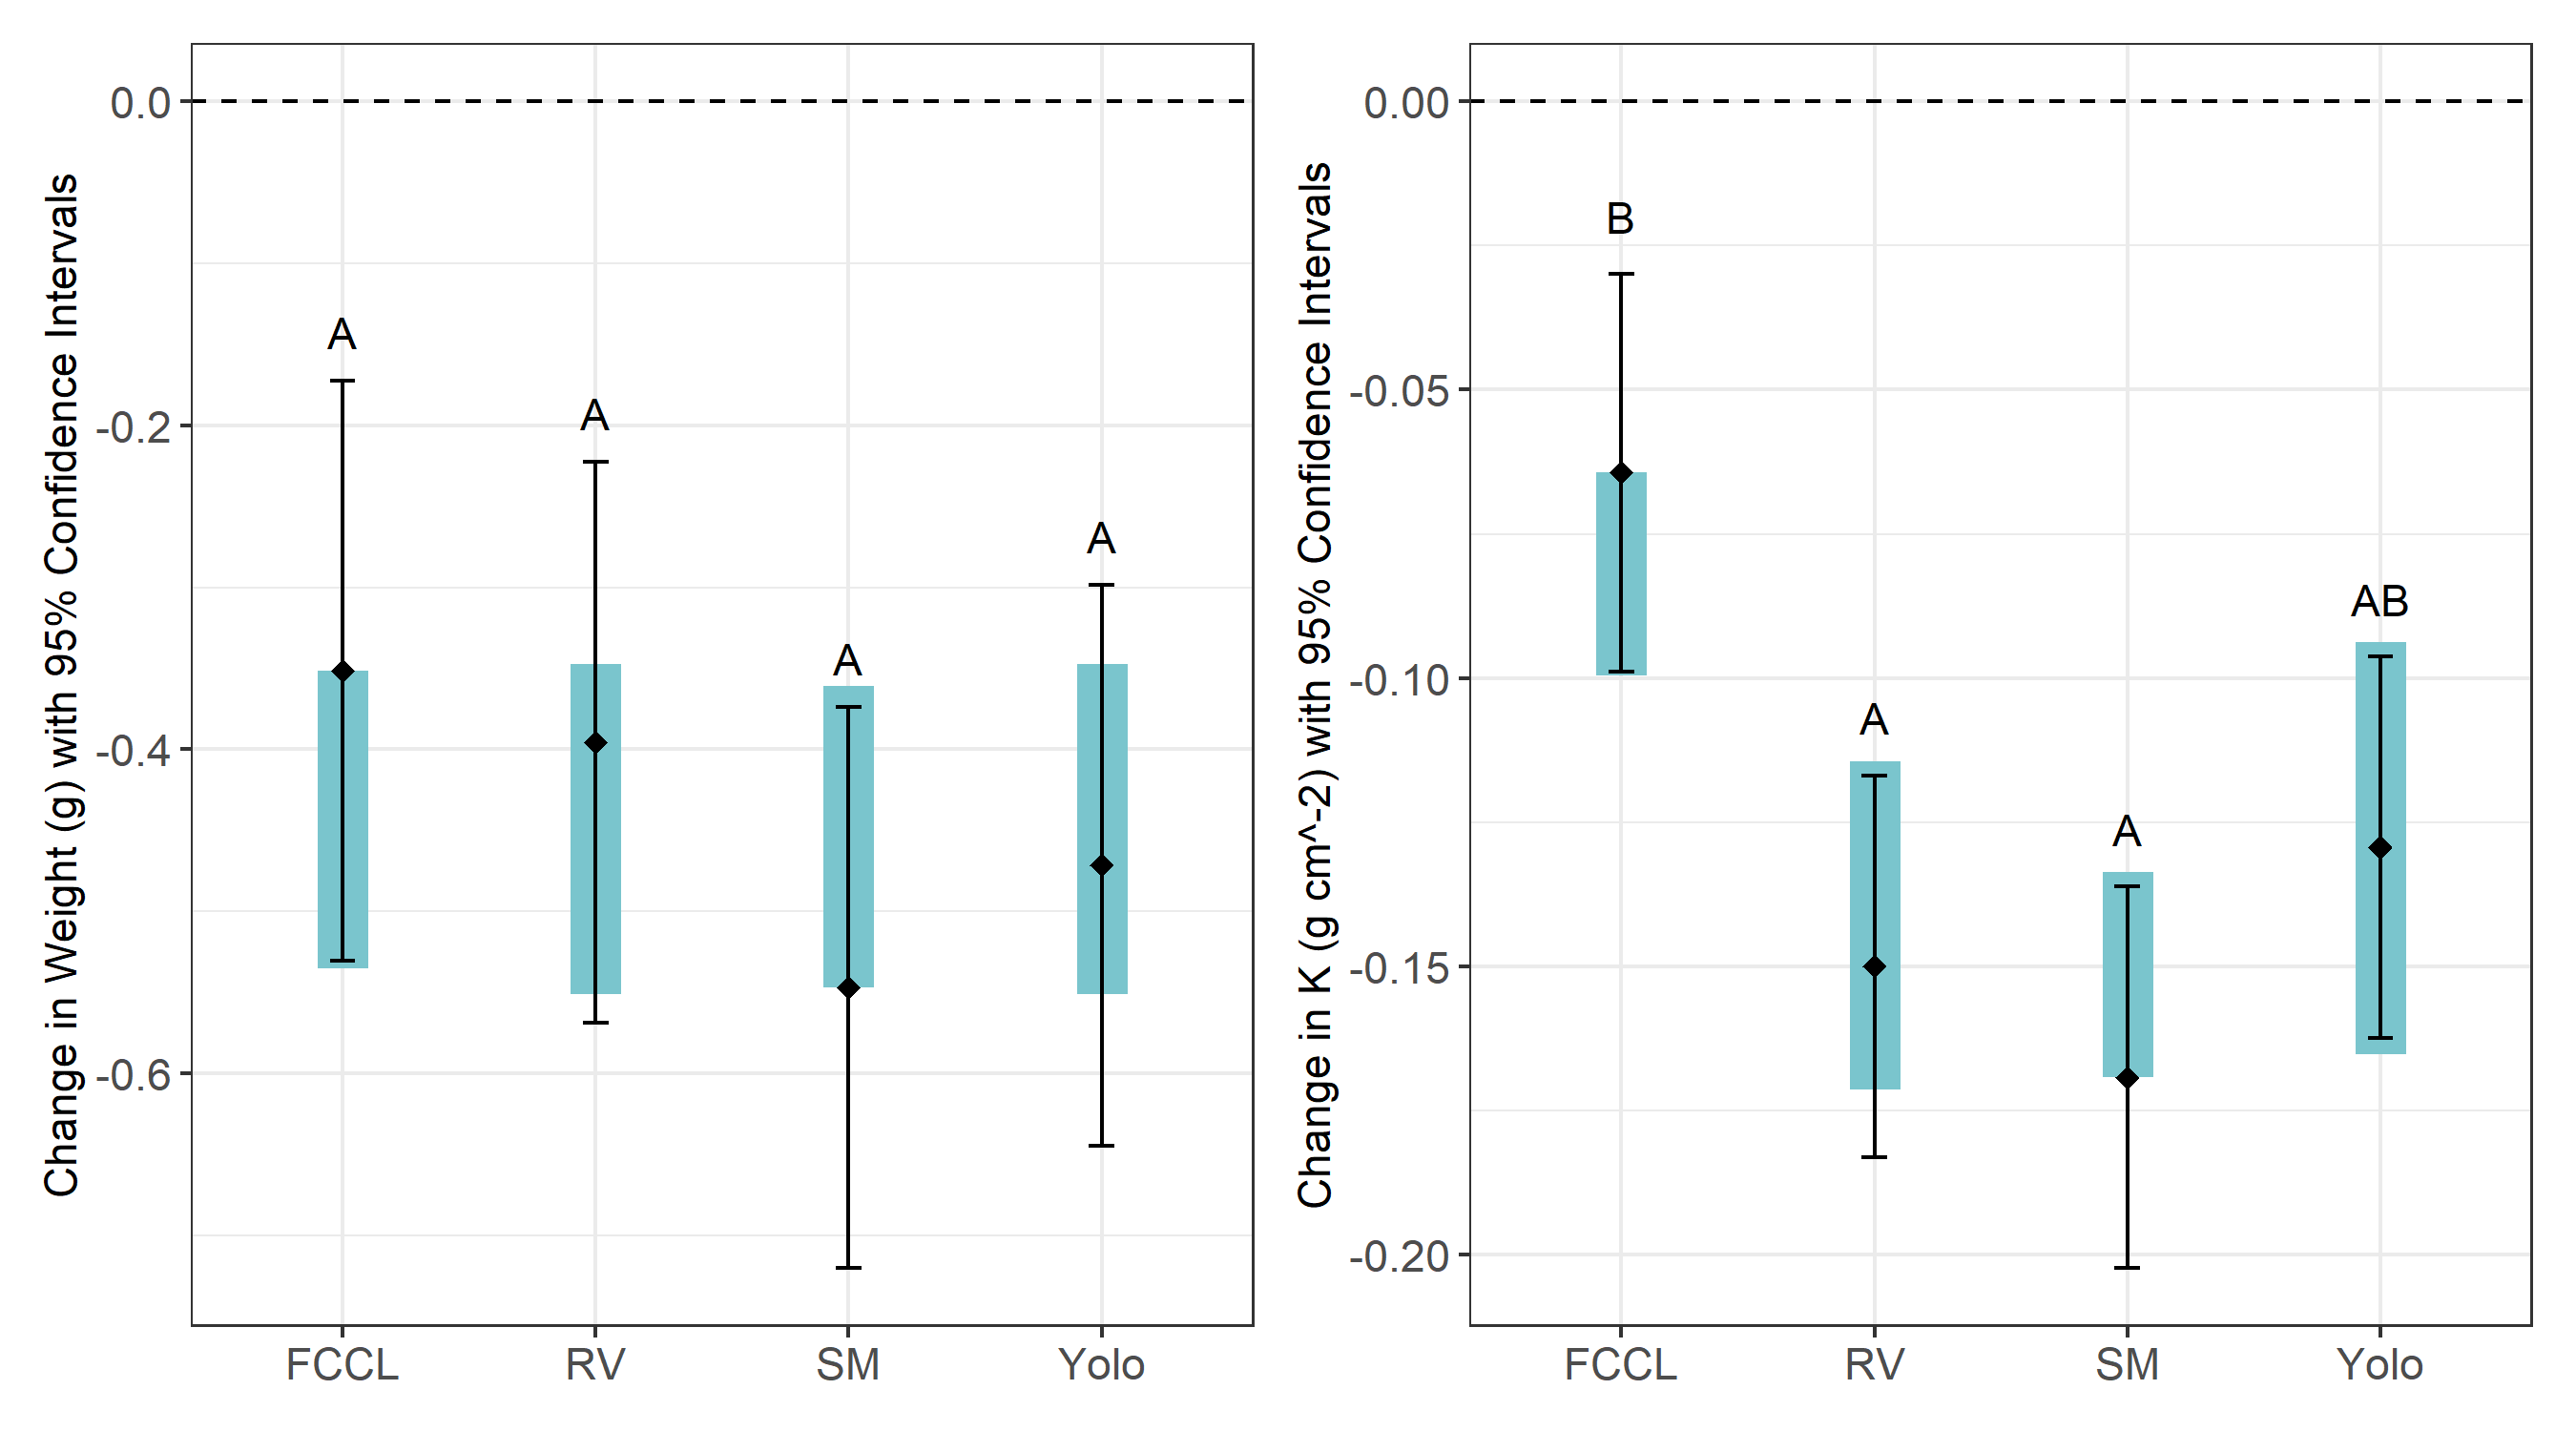 Change in Weight (g) with 95% Confidence Intervals
0.0
-0.2
-0.4
-0.6
A
A
A
A
FCCL
RV
SM
Yolo
Change in K (g cm^-2) with 95% Confidence Intervals
0.00
-0.05
-0.10
-0.15
-0.20
B
A
A
AB
FCCL
RV
SM
Yolo